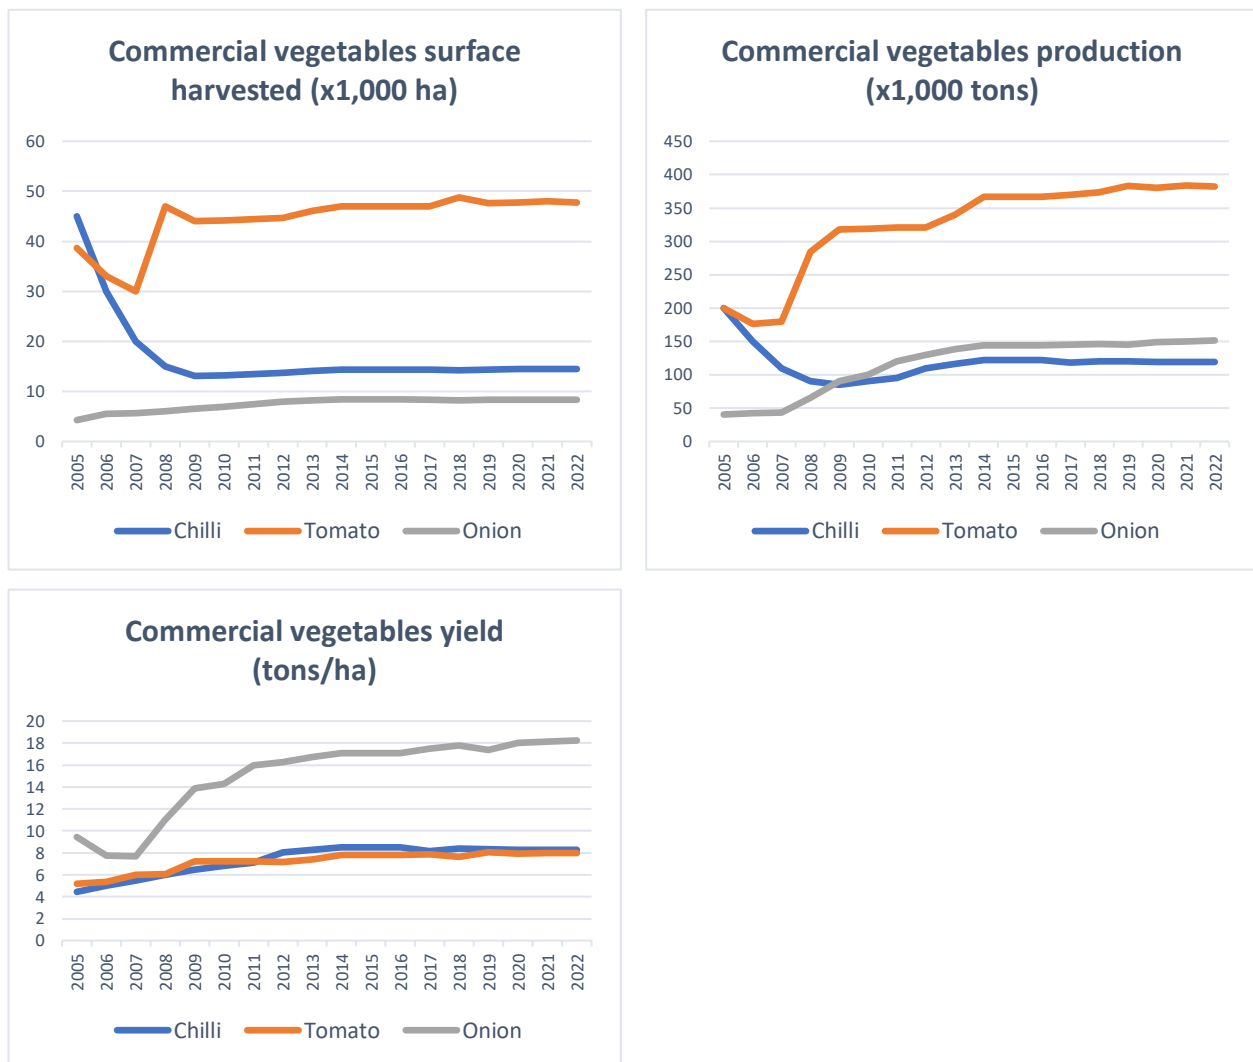 Commercial vegetables surface
harvested (x1,000 ha)
60
50
40
30
20
10
0
2005 2006 2007 2008 2009 2010 2011 2012 2013 2014 2015 2016 2017 2018 2019 2020 2021 2022
Chilli Tomato Onion
Commercial vegetables production
(x1,000 tons)
450
400
350
300
250
200
150
100
50
0
2005 2006 2007 2008 2009 2010 2011 2012 2013 2014 2015 2016 2017 2018 2019 2020 2021 2022
Chilli Tomato Onion
Commercial vegetables yield
(tons/ha)
20
18
16
14
12
10
8
6
4
2
0
2005 2006 2007 2008 2009 2010 2011 2012 2013 2014 2015 2016 2017 2018 2019 2020 2021 2022
Chilli Tomato Onion